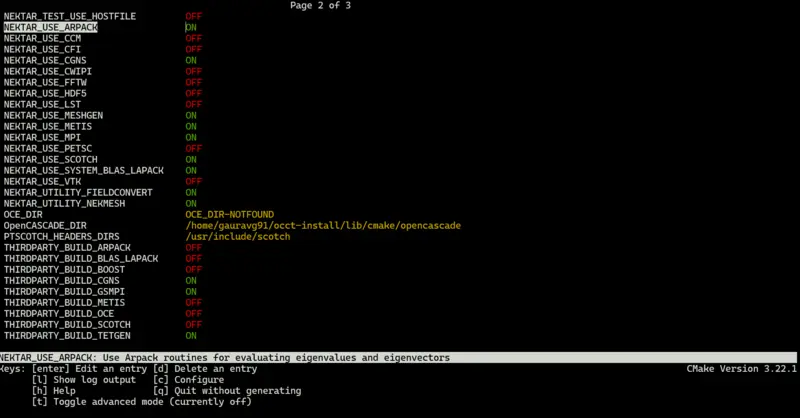 Page 2 of 3
NEKTAR_TEST_USE_HOSTFILE OFF
NEKTAR_USE_ARPACK ON
NEKTAR_USE_CCM OFF
NEKTAR_USE_CFI OFF
NEKTAR_USE_CGNS ON
NEKTAR_USE_CWIPI OFF
NEKTAR_USE_FFTW OFF
NEKTAR_USE_HDF5 OFF
NEKTAR_USE_LST OFF
NEKTAR_USE_MESHGEN ON
NEKTAR_USE_METIS ON
NEKTAR_USE_MPI ON
NEKTAR_USE_PETSC OFF
NEKTAR_USE_SCOTCH ON
NEKTAR_USE_SYSTEM_BLAS_LAPACK ON
NEKTAR_USE_VTK OFF
NEKTAR_UTILITY_FIELDCONVERT ON
NEKTAR_UTILITY_NEKMESH ON
OCE_DIR OCE_DIR-NOTFOUND
OpenCASCADE_DIR /home/gauravg91/occt-install/lib/cmake/opencascade
PTSCOTCH_HEADERS_DIRS /usr/include/scotch
THIRDPARTY_BUILD_ARPACK OFF
THIRDPARTY_BUILD_BLAS_LAPACK OFF
THIRDPARTY_BUILD_BOOST OFF
THIRDPARTY_BUILD_CGNS ON
THIRDPARTY_BUILD_GSMPI ON
THIRDPARTY_BUILD_METIS OFF
THIRDPARTY_BUILD_OCE OFF
THIRDPARTY_BUILD_SCOTCH OFF
THIRDPARTY_BUILD_TETGEN ON
NEKTAR_USE_ARPACK: Use Arpack routines for evaluating eigenvalues and eigenvectors
Keys: [enter] Edit an entry [d] Delete an entry CMake Version 3.22.1
[l] Show log output [c] Configure
[h] Help [q] Quit without generating
[t] Toggle advanced mode (currently off)